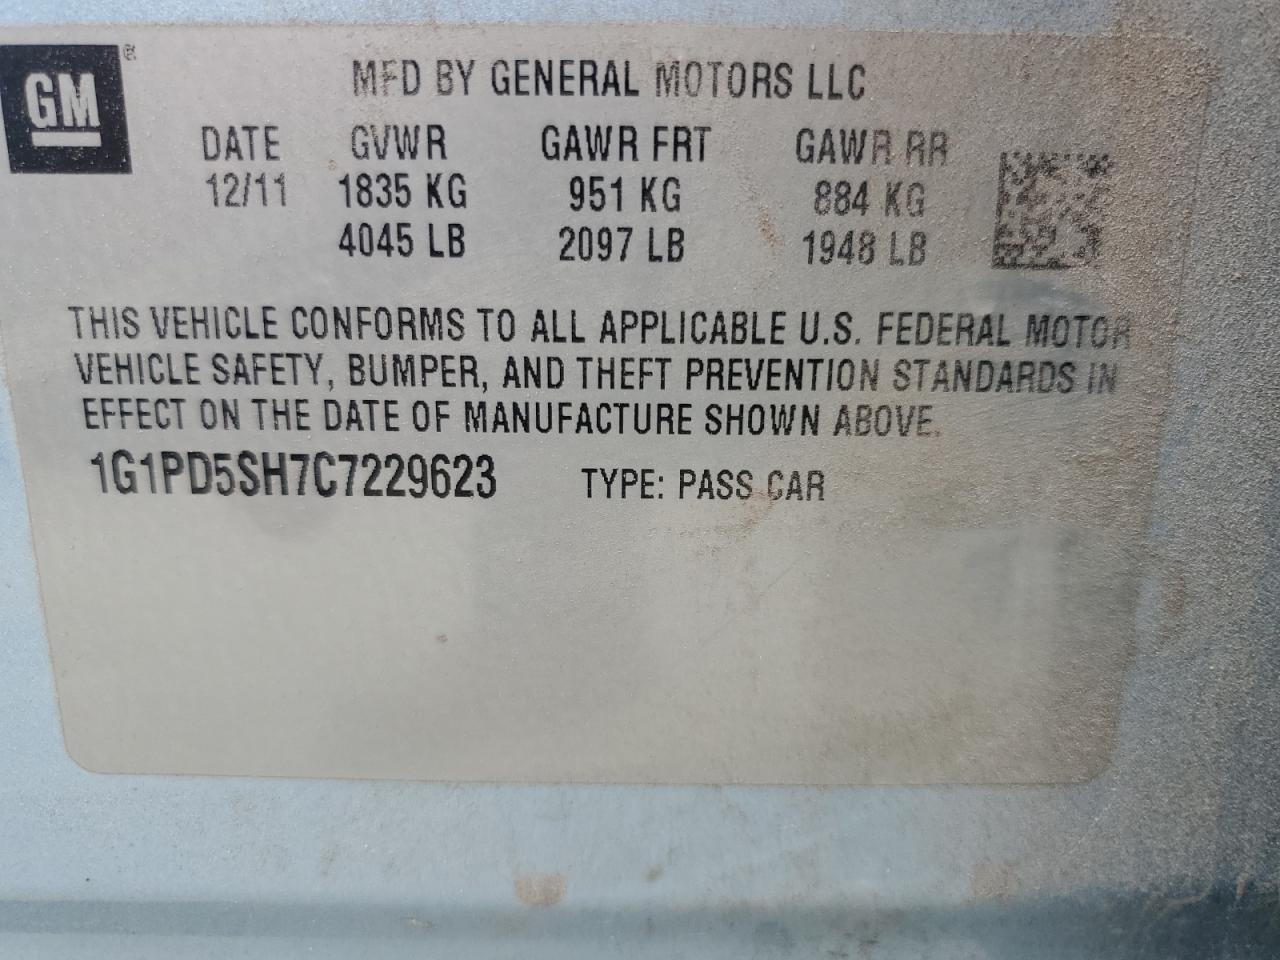 GM®
MFD BY GENERAL MOTORS LLC
DATE GVWR GAWR FRT GAWR RR
12/11 1835 KG 951 KG 884 KG
4045 LB 2097 LB 1948 LB
THIS VEHICLE CONFORMS TO ALL APPLICABLE U.S. FEDERAL MOTOR
VEHICLE SAFETY, BUMPER, AND THEFT PREVENTION STANDARDS IN
EFFECT ON THE DATE OF MANUFACTURE SHOWN ABOVE.
1G1PD5SH7C7229623 TYPE: PASS CAR